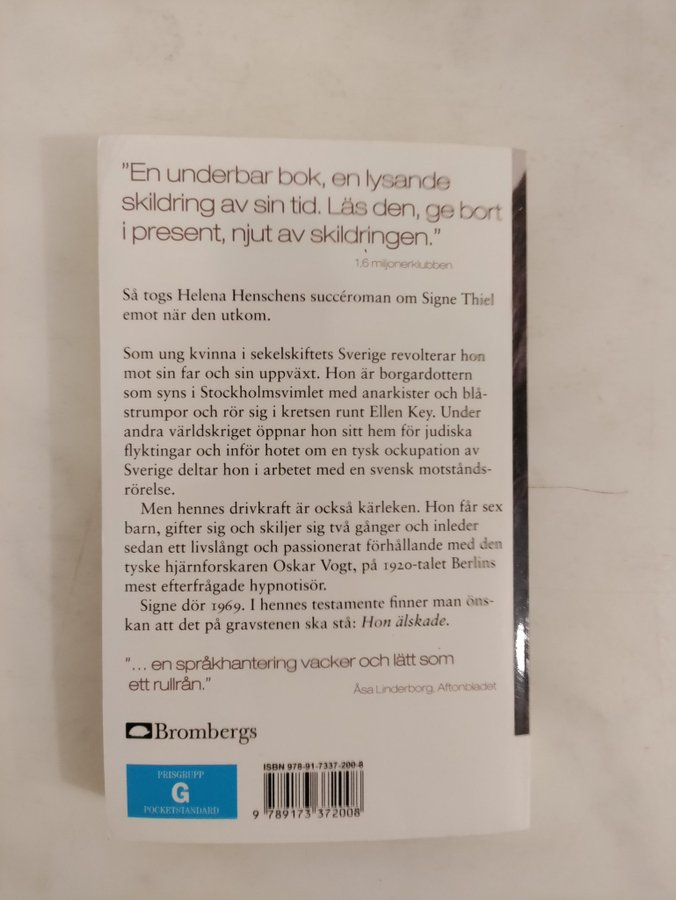 ”En underbar bok, en lysande
skildring av sin tid. Läs den, ge bort
i present, njut av skildringen.”
1,6 miljonerklubben
Så togs Helena Henschens succéroman om Signe Thiel
emot när den utkom.
Som ung kvinna i sekelskiftets Sverige revolterar hon
mot sin far och sin uppväxt. Hon är borgardottern
som syns i Stockholmsvimlet med anarkister och blå-
strumpor och rör sig i kretsen runt Ellen Key. Under
andra världskriget öppnar hon sitt hem för judiska
flyktingar och inför hotet om en tysk ockupation av
Sverige deltar hon i arbetet med en svensk motstånds-
rörelse.
Men hennes drivkraft är också kärleken. Hon får sex
barn, gifter sig och skiljer sig två gånger och inleder
sedan ett livslångt och passionerat förhållande med den
tyske hjärnforskaren Oskar Vogt, på 1920-talet Berlins
mest efterfrågade hypnotisör.
Signe dör 1969. I hennes testamente finner man öns-
kan att det på gravstenen ska stå: Hon älskade.
”... en språkhantering vacker och lätt som
ett rullrån.”
Åsa Linderborg, Aftonbladet
Brombergs
PRISGRUPP
G
POCKETSTANDARD
ISBN 978-91-7337-200-8
9 789173 372008